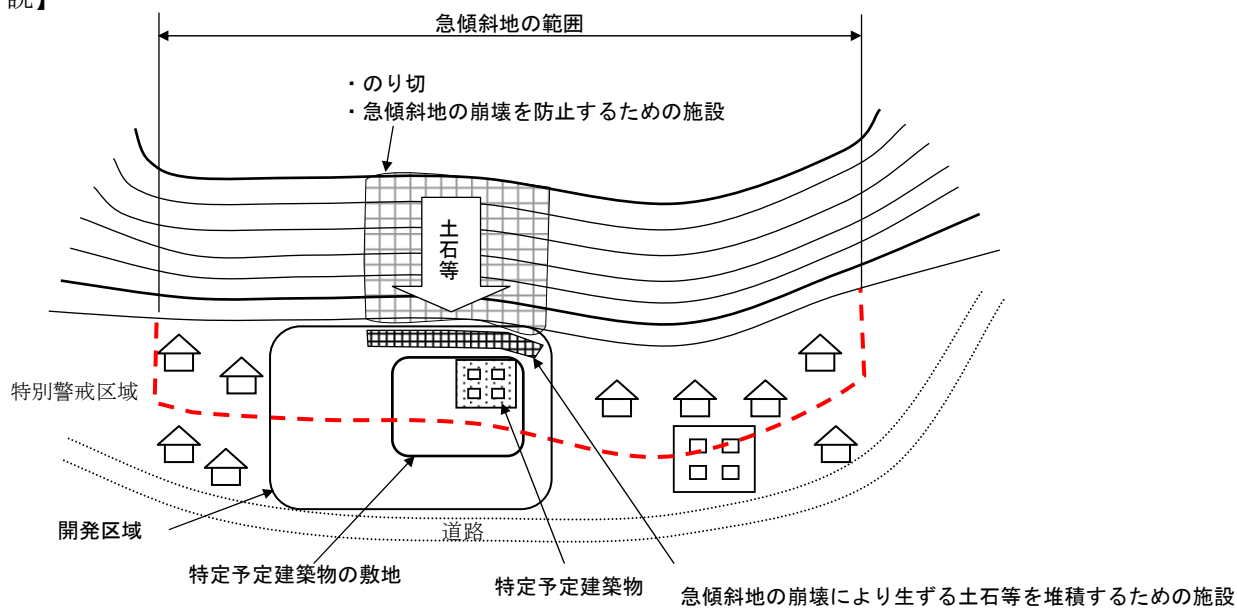 説】
急傾斜地の範囲
・のり切
・急傾斜地の崩壊を防止するための施設
土石等
特別警戒区域
開発区域
道路
特定予定建築物の敷地
特定予定建築物
急傾斜地の崩壊により生ずる土石等を堆積するための施設